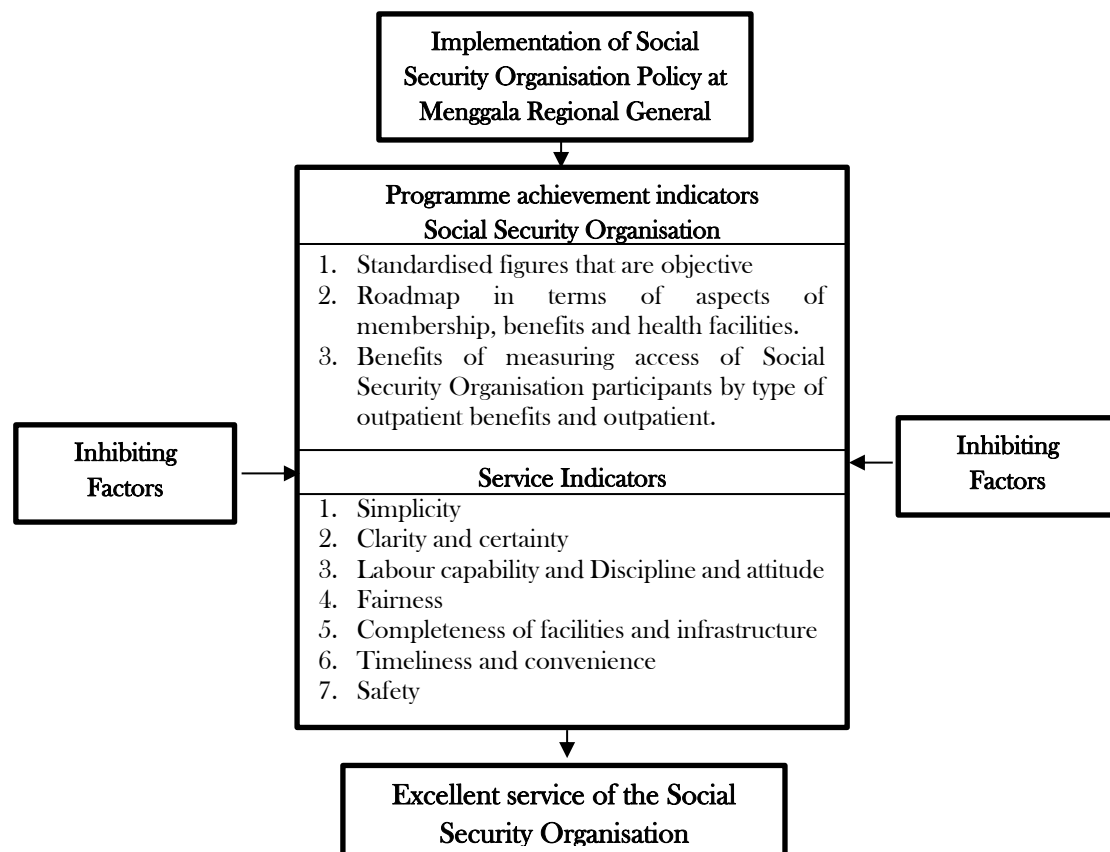 Implementation of Social
Security Organisation Policy at
Menggala Regional General
Programme achievement indicators
Social Security Organisation
1. Standardised figures that are objective
2. Roadmap in terms of aspects of
membership, benefits and health facilities.
3. Benefits of measuring access of Social
Security Organisation participants by type of
outpatient benefits and outpatient.
Inhibiting
Factors
Inhibiting
Factors
Service Indicators
1. Simplicity
2. Clarity and certainty
3. Labour capability and Discipline and attitude
4. Fairness
5. Completeness of facilities and infrastructure
6. Timeliness and convenience
7. Safety
Excellent service of the Social
Security Organisation